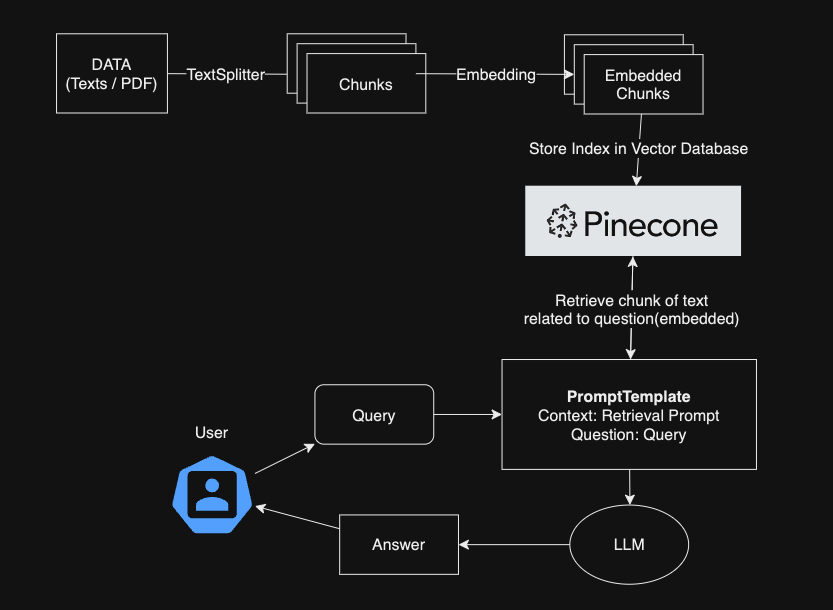 DATA
(Texts / PDF)
TextSplitter
Chunks
Embedding
Embedded
Chunks
Store Index in Vector Database
Pinecone
Retrieve chunk of text
related to question(embedded)
PromptTemplate
Context: Retrieval Prompt
Question: Query
Query
User
Answer
LLM